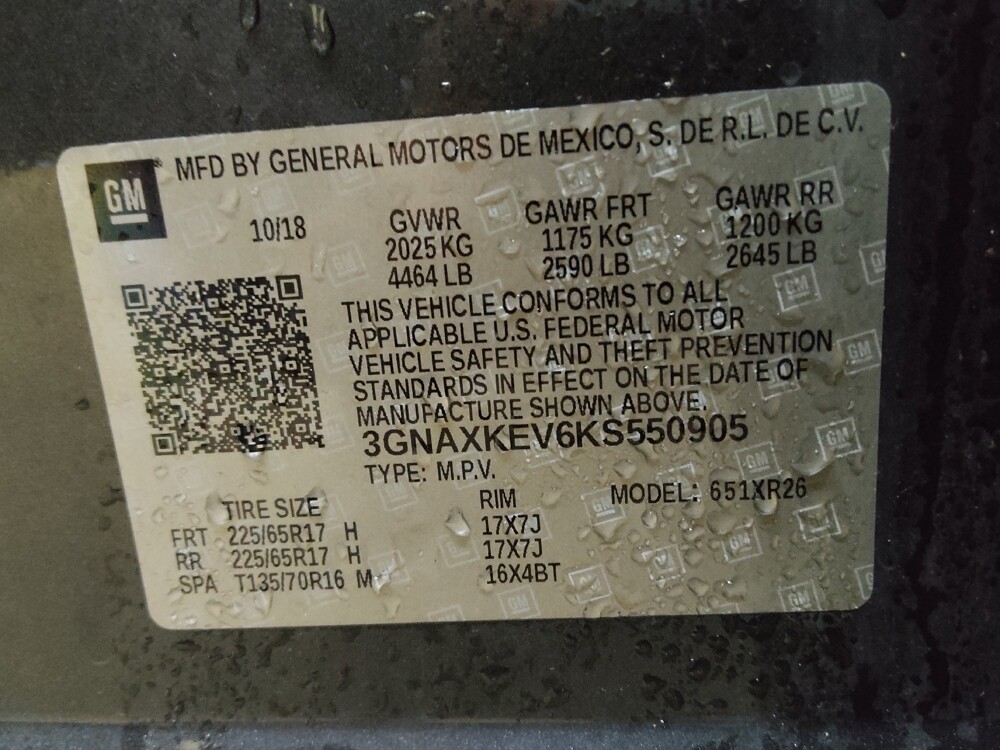 MFD BY GENERAL MOTORS DE MEXICO, S. DE R.L. DE C.V.
GM
10/18
GVWR GAWR FRT GAWR RR
2025 KG 1175 KG 1200 KG
4464 LB 2590 LB 2645 LB
THIS VEHICLE CONFORMS TO ALL
APPLICABLE U.S. FEDERAL MOTOR
VEHICLE SAFETY AND THEFT PREVENTION
STANDARDS IN EFFECT ON THE DATE OF
MANUFACTURE SHOWN ABOVE.
3GNAXKEV6KS550905
TYPE: M.P.V.
TIRE SIZE RIM MODEL: 651XR26
FRT 225/65R17 H 17X7J
RR 225/65R17 H 17X7J
SPA T135/70R16 M 16X4BT